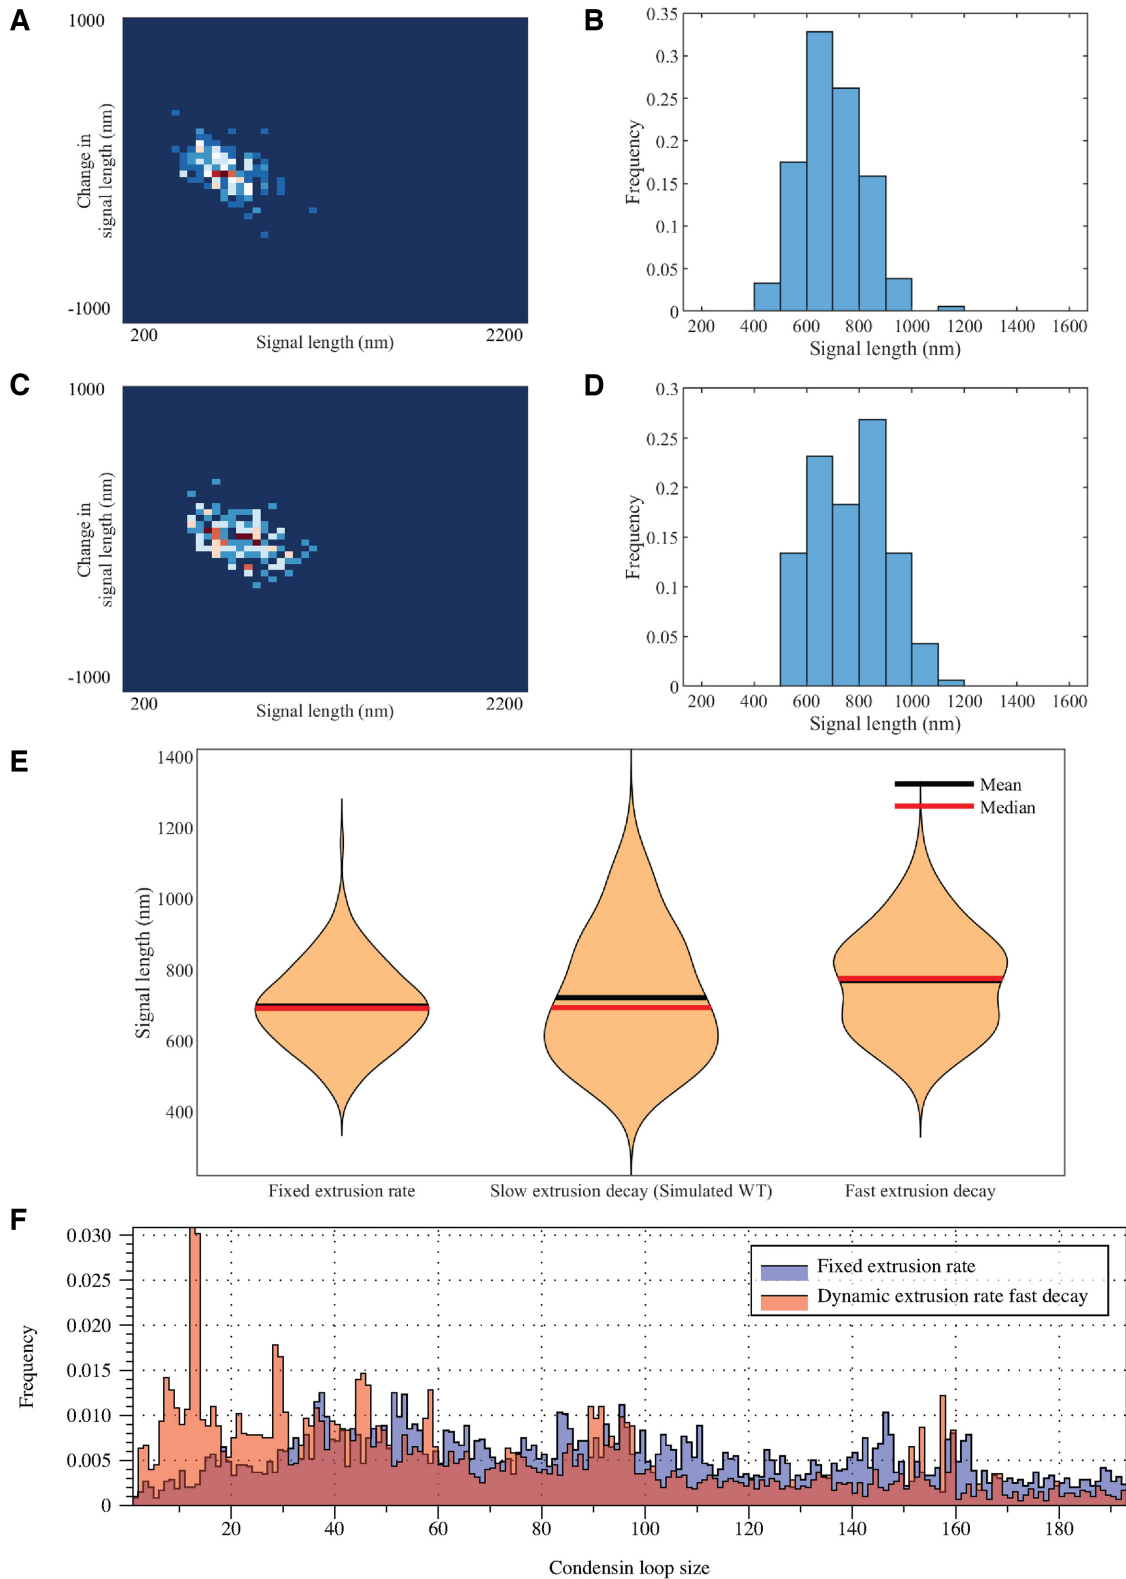 A
1000
Change in
signal length (nm)
-1000
200
2200
Signal length (nm)
B
0.35
0.3
0.25
0.2
0.15
0.1
0.05
0
Frequency
200 400 600 800 1000 1200 1400 1600
Signal length (nm)
C
1000
Change in
signal length (nm)
-1000
200
2200
Signal length (nm)
D
0.3
0.25
0.2
0.15
0.1
0.05
0
Frequency
200 400 600 800 1000 1200 1400 1600
Signal length (nm)
E
1400
1200
1000
800
600
400
Signal length (nm)
Mean
Median
Fixed extrusion rate
Slow extrusion decay (Simulated WT)
Fast extrusion decay
F
0.030
0.025
0.020
0.015
0.010
0.005
0
Frequency
Fixed extrusion rate
Dynamic extrusion rate fast decay
20 40 60 80 100 120 140 160 180
Condensin loop size